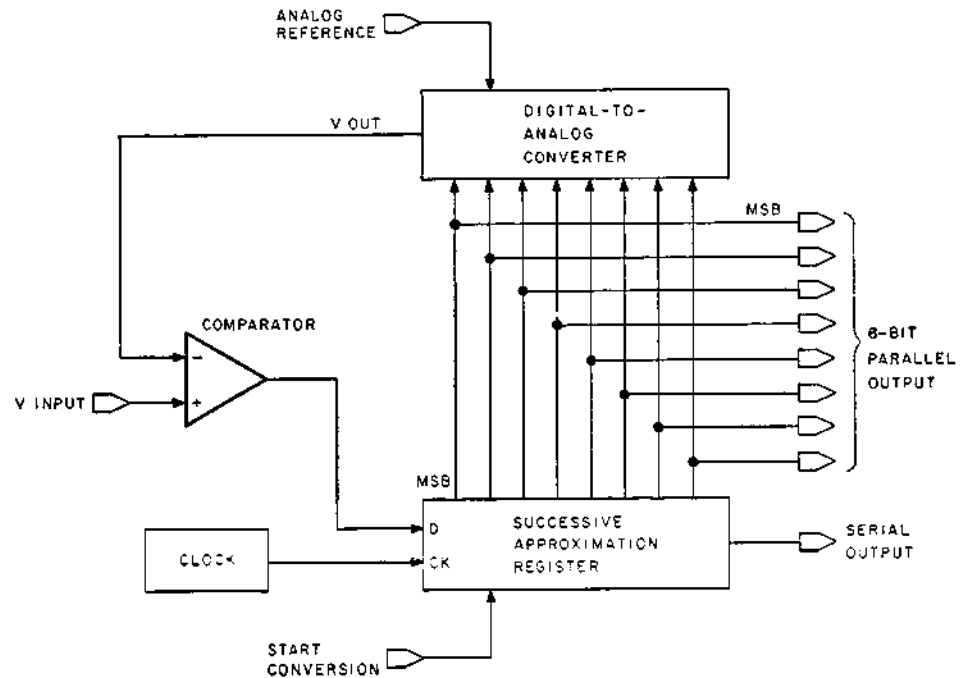 ANALOG
REFERENCE
DIGITAL-TO-
ANALOG
CONVERTER
V OUT
MSB
COMPARATOR
8-BIT
PARALLEL
OUTPUT
-
V INPUT
+
MSB
D
SUCCESSIVE
APPROXIMATION
REGISTER
SERIAL
OUTPUT
CLOCK
CK
START
CONVERSION